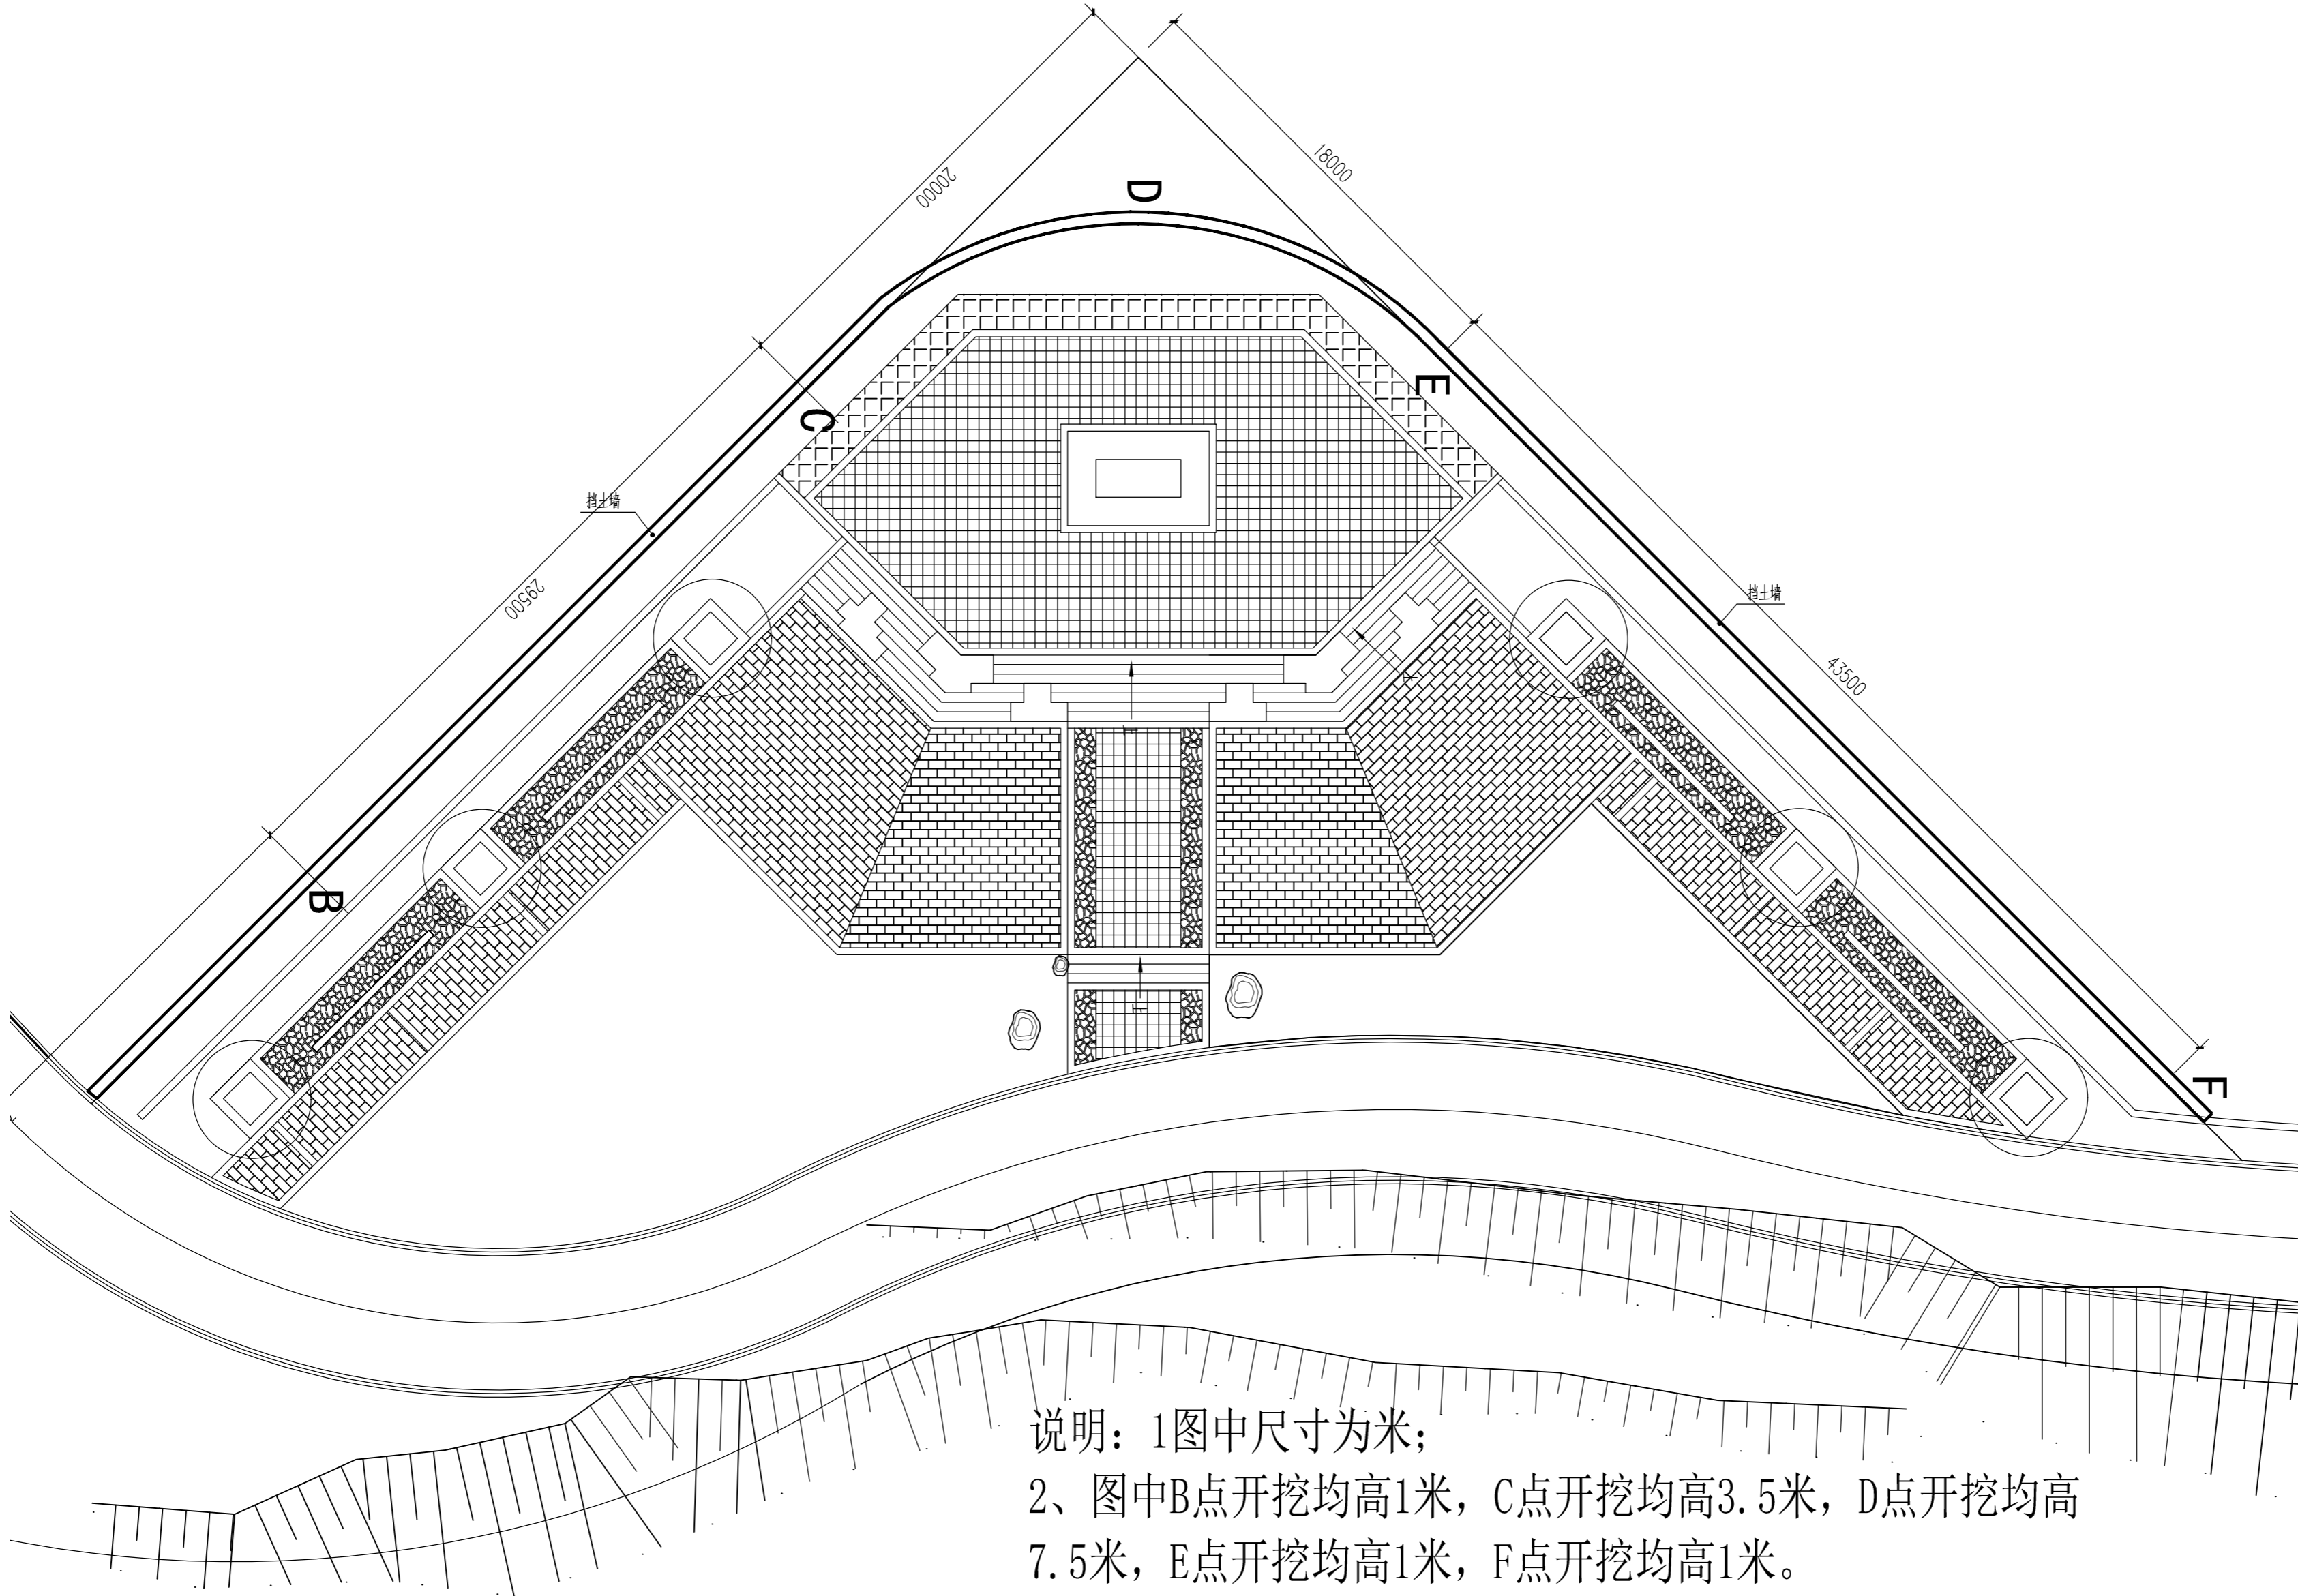 20000
18000
D
E
C
挡土墙
29500
挡土墙
43500
B
上
上
上
F
说明：1图中尺寸为米；
2、图中B点开挖均高1米，C点开挖均高3.5米，D点开挖均高
7.5米，E点开挖均高1米，F点开挖均高1米。